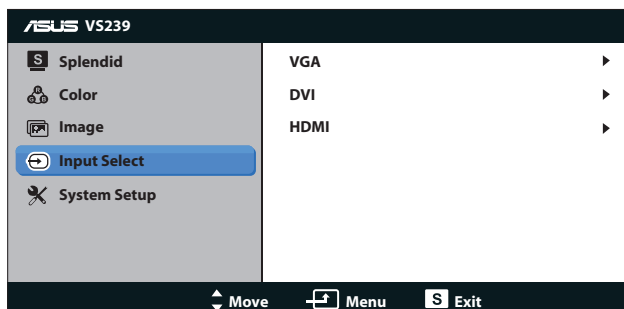 ASUS VS239
S Splendid
R G B Color
Image
Input Select
System Setup
VGA
DVI
HDMI
Move Menu S Exit